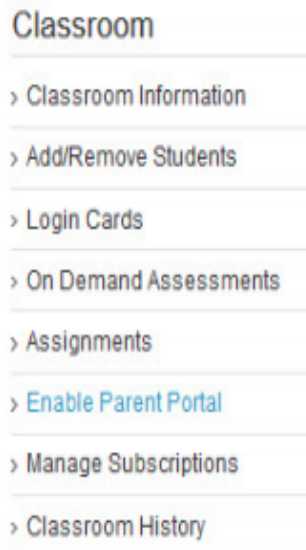 Classroom
› Classroom Information
› Add/Remove Students
› Login Cards
› On Demand Assessments
› Assignments
› Enable Parent Portal
› Manage Subscriptions
› Classroom History